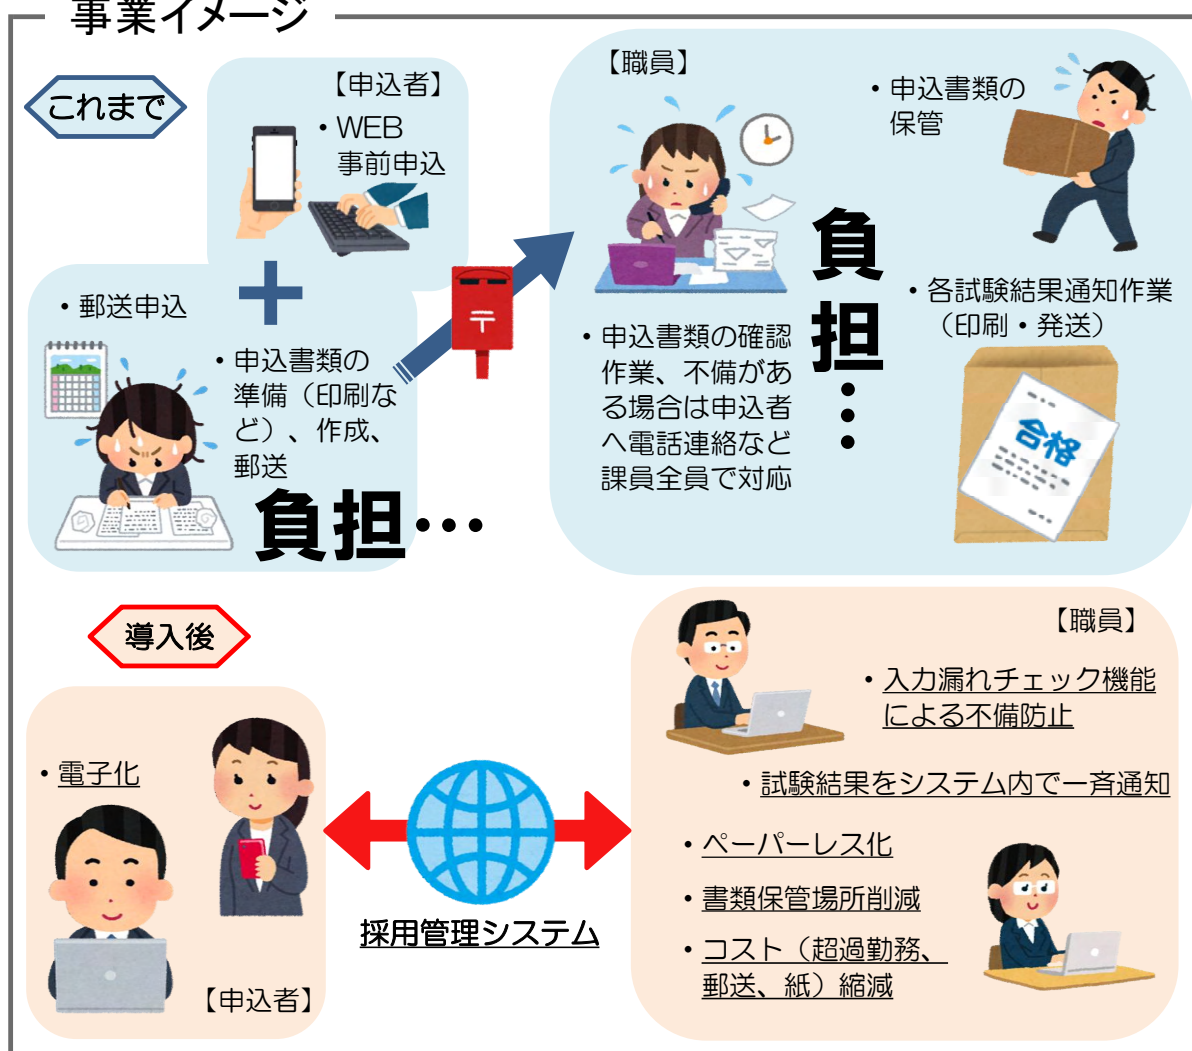 事業イメージ
これまで
【申込者】
・WEB
事前申込
・郵送申込
・申込書類の
準備（印刷な
ど）、作成、
郵送
負担…
〒
【職員】
・申込書類の確認
作業、不備があ
る場合は申込者
へ電話連絡など
課員全員で対応
負担…
・申込書類の
保管
・各試験結果通知作業
（印刷・発送）
合格
導入後
・電子化
【申込者】
採用管理システム
【職員】
・入力漏れチェック機能
による不備防止
・試験結果をシステム内で一斉通知
・ペーパーレス化
・書類保管場所削減
・コスト（超過勤務、
郵送、紙）縮減